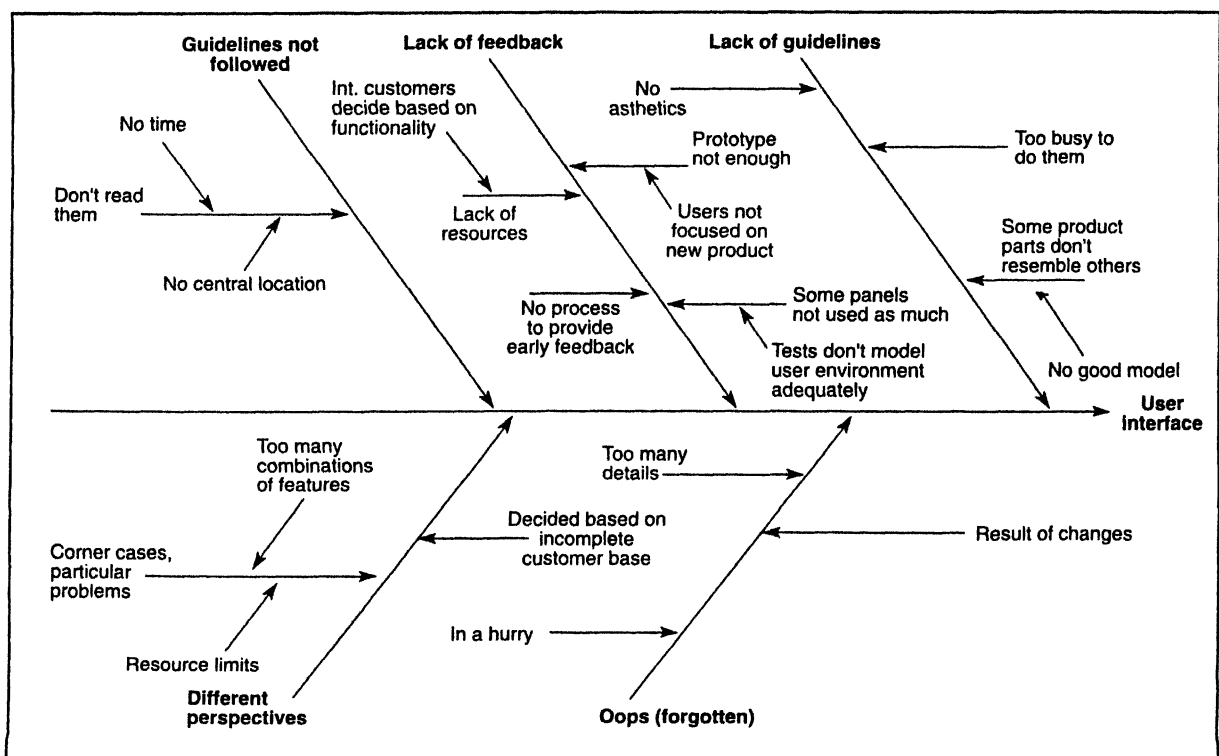 Guidelines not
followed
Lack of feedback
Lack of guidelines
Int. customers
decide based on
functionality
No
asthetics
No time
Prototype
not enough
Too busy to
do them
Don't read
them
Lack of
resources
Users not
focused on
new product
Some product
parts don't
resemble others
No central location
No process
to provide
early feedback
Some panels
not used as much
Tests don't model
user environment
adequately
No good model
User
interface
Too many
combinations
of features
Too many
details
Decided based on
incomplete
customer base
Result of changes
Corner cases,
particular
problems
In a hurry
Resource limits
Different
perspectives
Oops (forgotten)